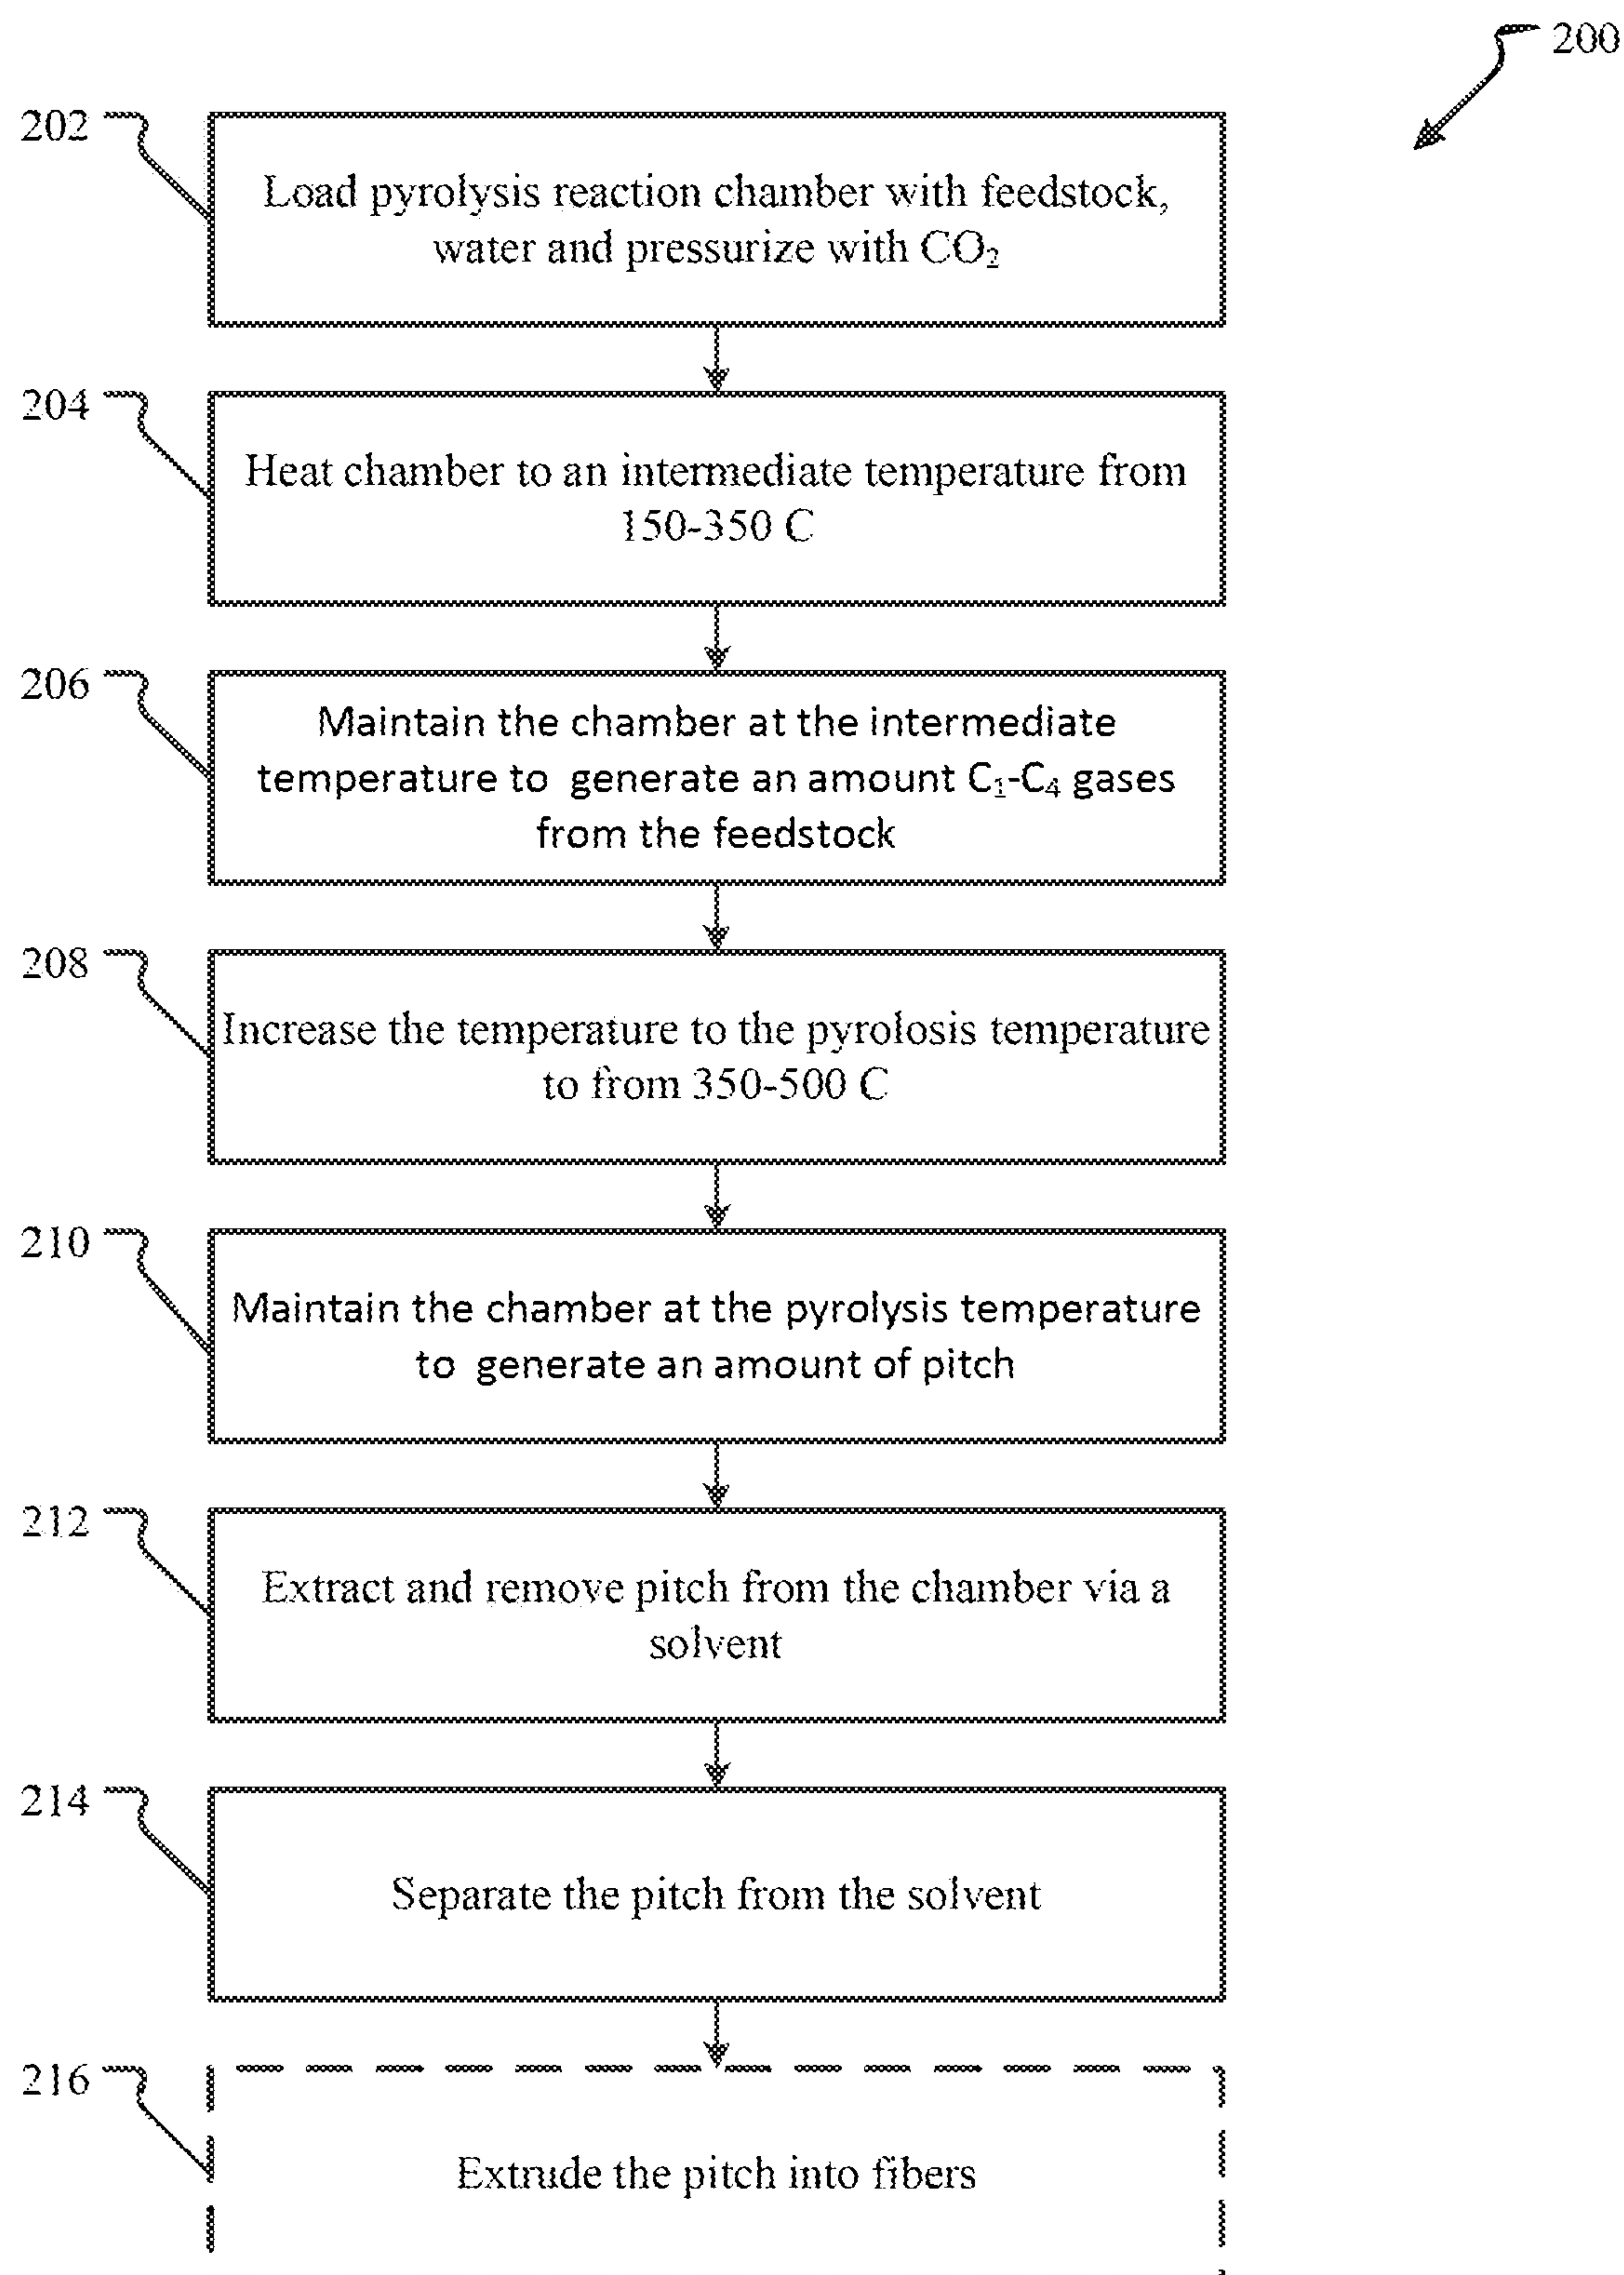 200
202
Load pyrolysis reaction chamber with feedstock,
water and pressurize with CO₂
204
Heat chamber to an intermediate temperature from
150-350 C
206
Maintain the chamber at the intermediate
temperature to generate an amount C₁-C₄ gases
from the feedstock
208
Increase the temperature to the pyrolosis temperature
to from 350-500 C
210
Maintain the chamber at the pyrolysis temperature
to generate an amount of pitch
212
Extract and remove pitch from the chamber via a
solvent
214
Separate the pitch from the solvent
216
Extrude the pitch into fibers